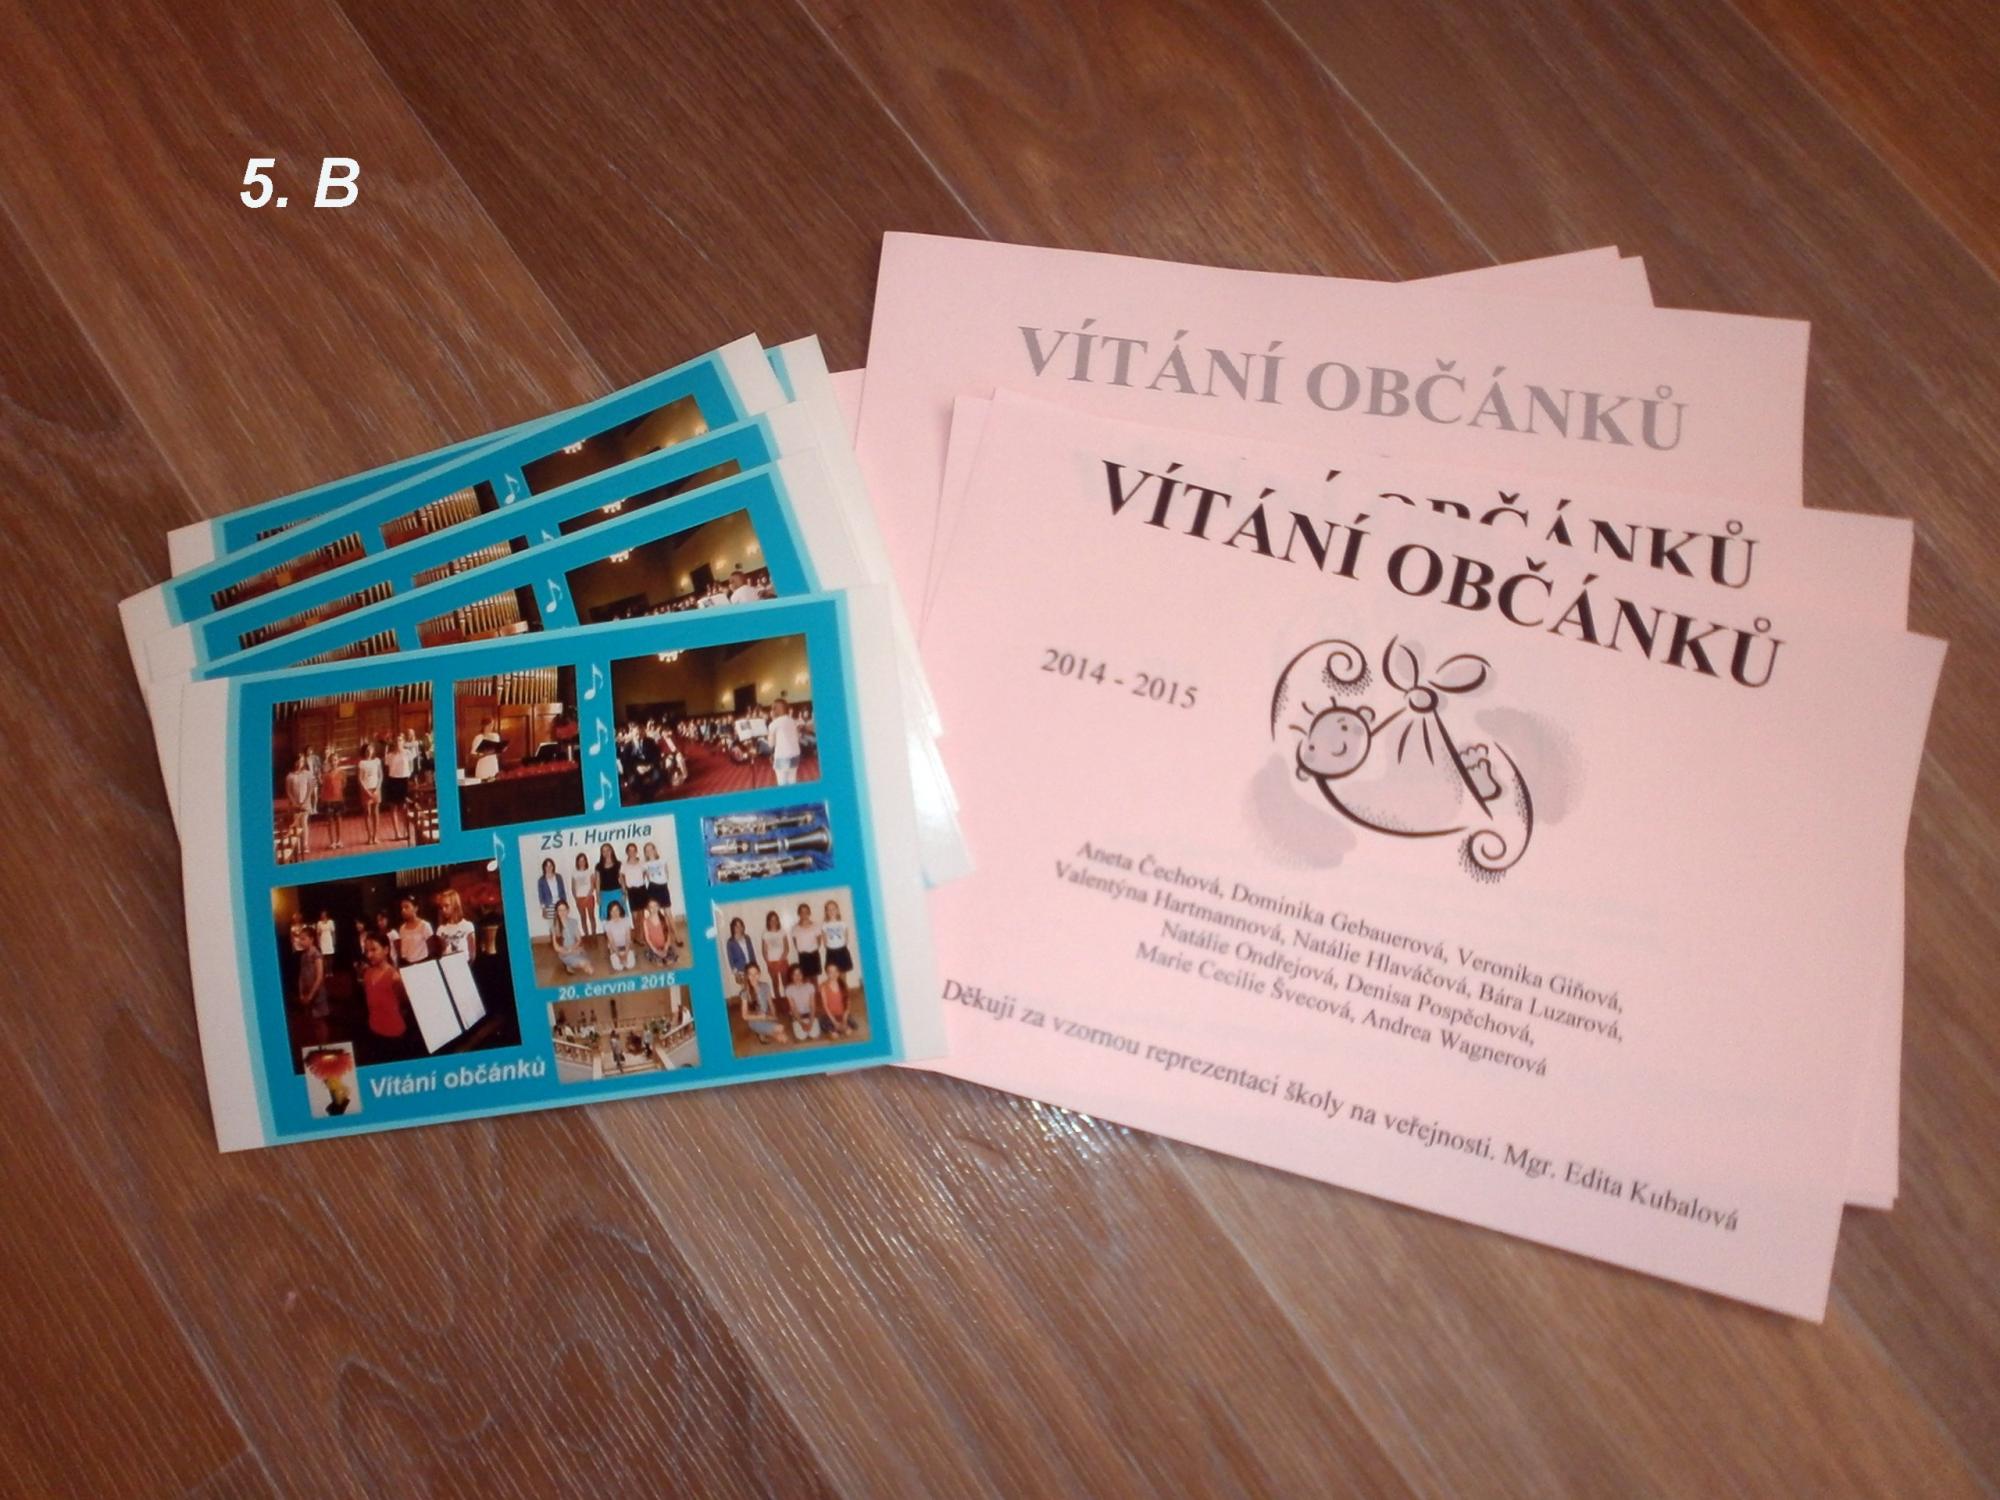 5. B
VÍTÁNÍ OBČÁNKŮ
OBČÁNKŮ
VÍTÁNÍ OBČÁNKŮ
2014 - 2015
Aneta Čechová, Dominika Gebauerová, Veronika Giňová,
Valentýna Hartmannová, Natálie Hlaváčová, Bára Luzarová,
Natálie Ondřejová, Denisa Pospěchová,
Marie Cecilie Švecová, Andrea Wagnerová
Děkuji za vzornou reprezentaci školy na veřejnosti. Mgr. Edita Kubalová
ZŠ I. Hurníka
20. června 2015
Vítání občánků